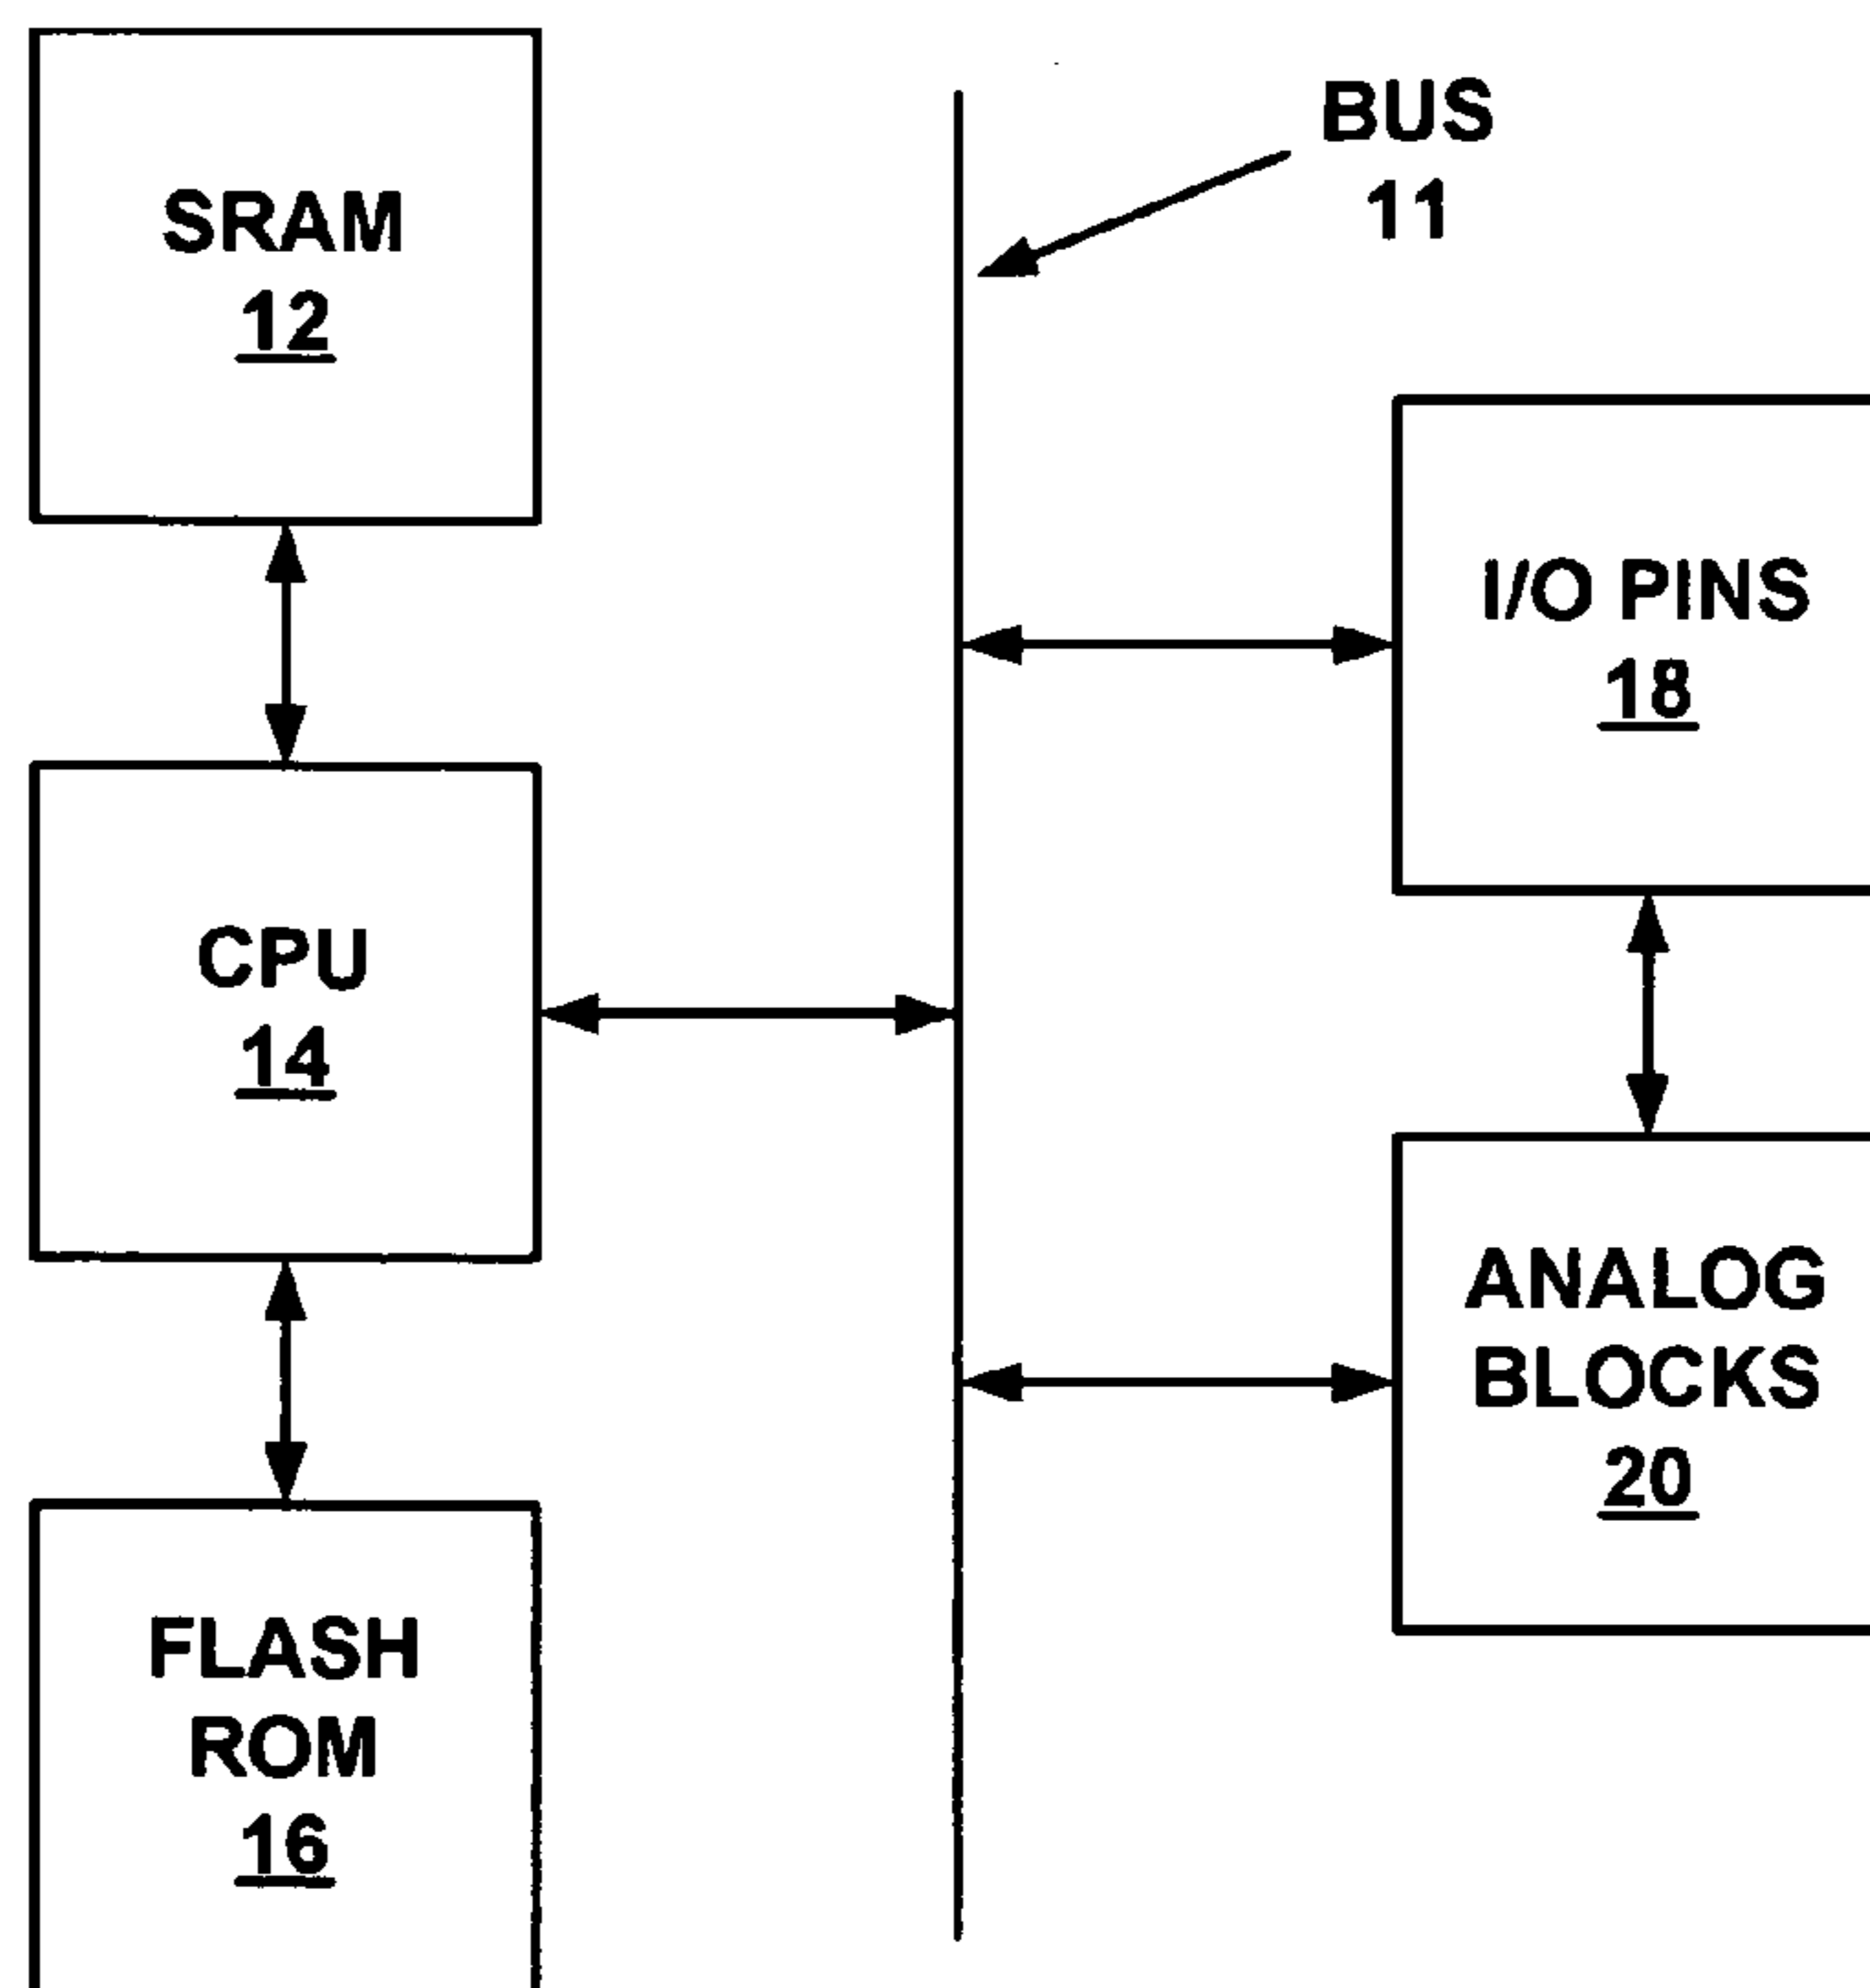 SRAM
12
BUS
11
I/O PINS
18
CPU
14
ANALOG
BLOCKS
20
FLASH
ROM
16